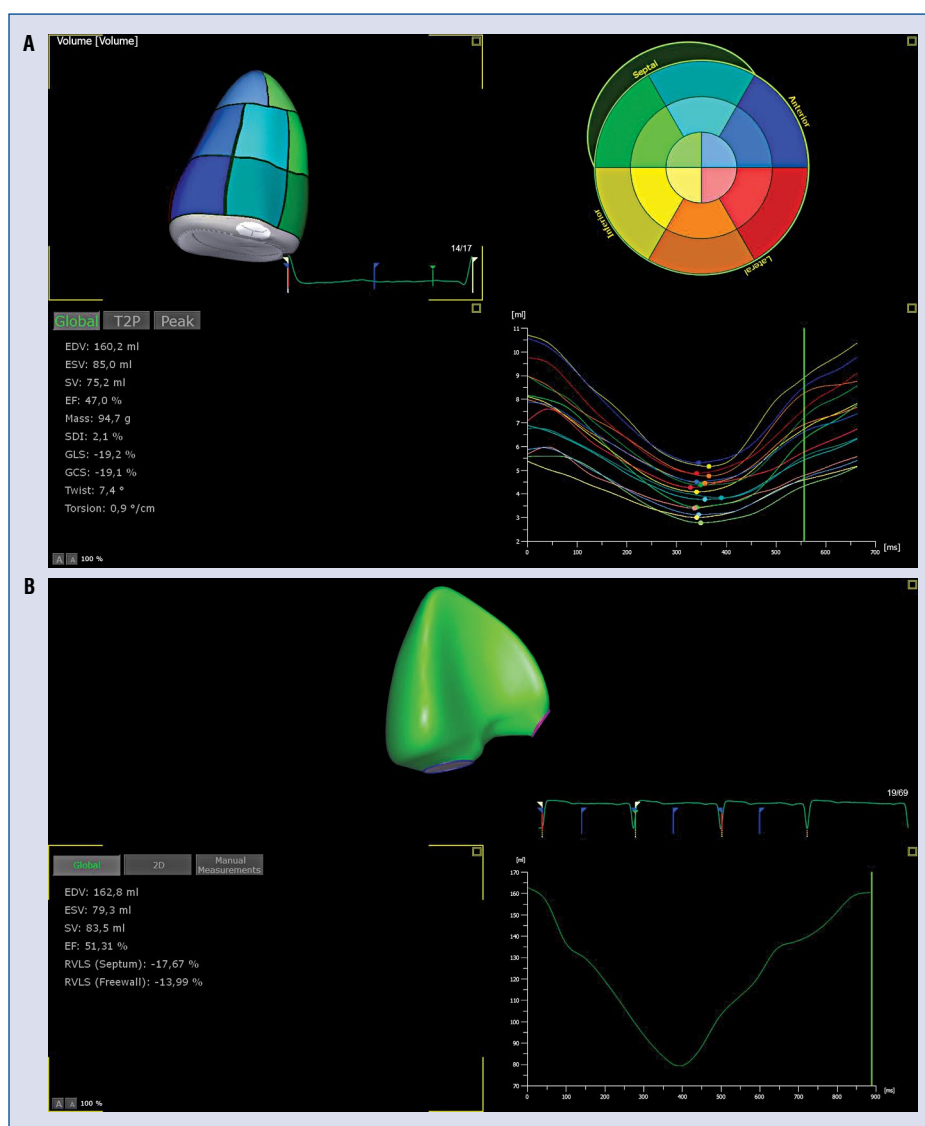 A
Volume [Volume]
14/17
Septal
Anterior
Inferior
Lateral
Global T2P Peak
EDV: 160,2 ml
ESV: 85,0 ml
SV: 75,2 ml
EF: 47,0 %
Mass: 94,7 g
SDI: 2,1 %
GLS: -19,2 %
GCS: -19,1 %
Twist: 7,4 °
Torsion: 0,9 °/cm
A A 100 %
[ml]
11
10
9
8
7
6
5
4
3
2
0 100 200 300 400 500 600 700 [ms]
B
19/69
Global 2D Manual
Measurements
EDV: 162,8 ml
ESV: 79,3 ml
SV: 83,5 ml
EF: 51,31 %
RVLS (Septum): -17,67 %
RVLS (Freewall): -13,99 %
A A 100 %
[ml]
170
160
150
140
130
120
110
100
90
80
70
0 100 200 300 400 500 600 700 800 900 [ms]